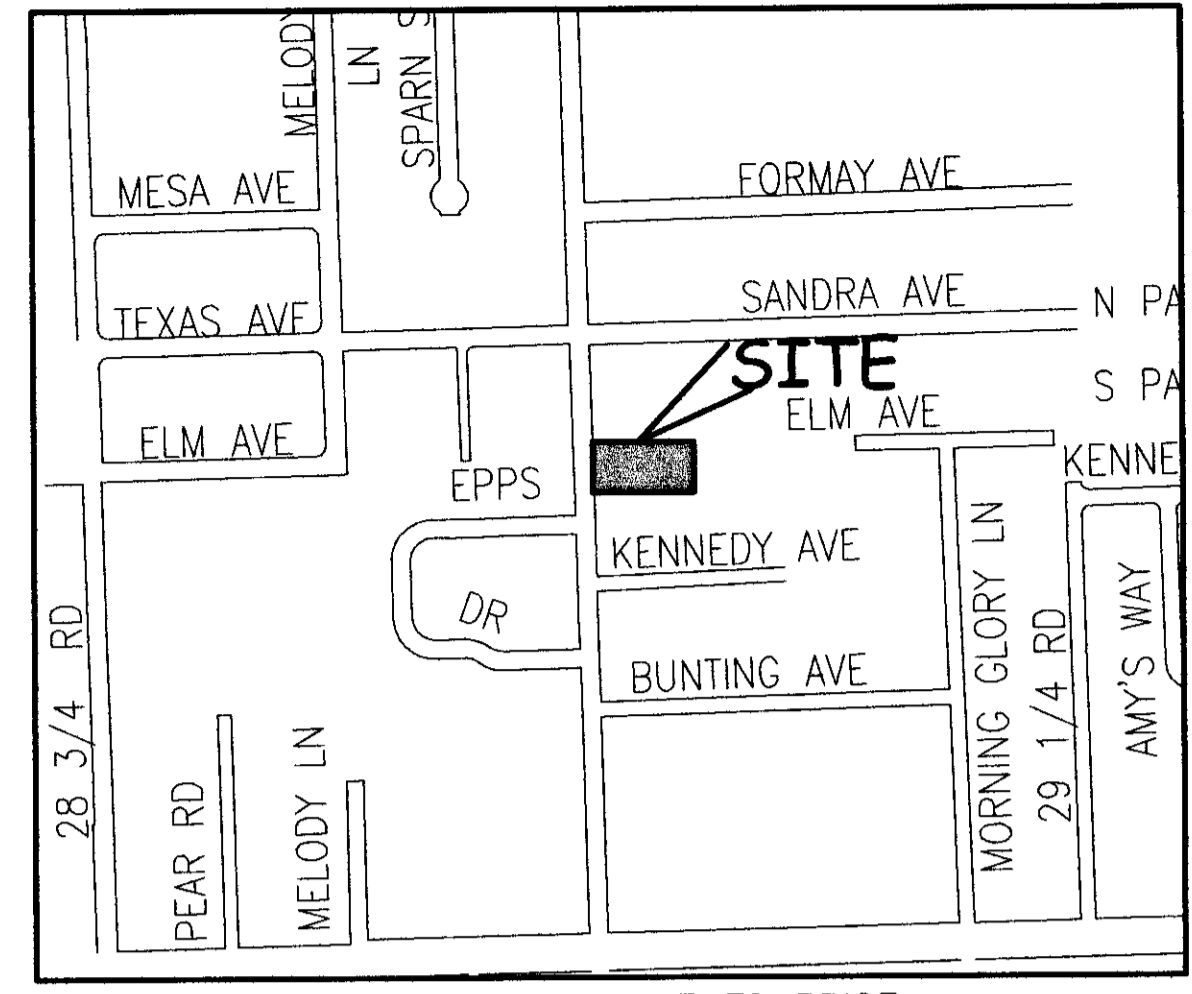 MELODY
LN
SPARN S
MESA AVE
FORMAY AVE
TEXAS AVE
SANDRA AVE
N PA
SITE
S PA
ELM AVE
ELM AVE
EPPS
KENNE
KENNEDY AVE
DR
BUNTING AVE
28 3/4 RD
PEAR RD
MELODY LN
MORNING GLORY LN
29 1/4 RD
AMY'S WAY